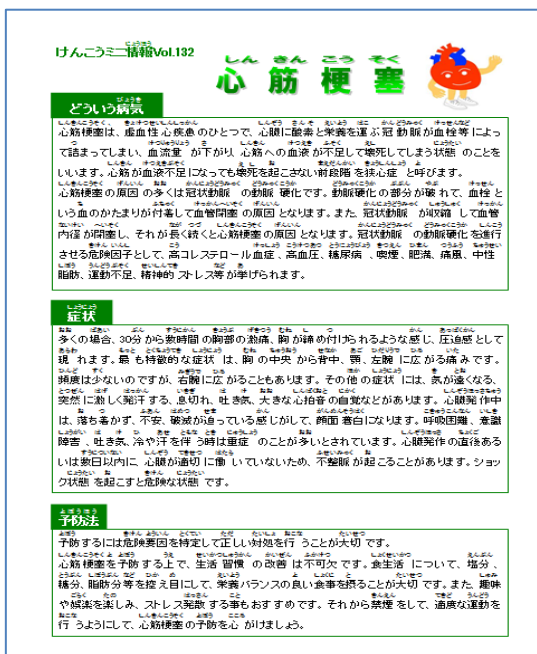 けんこうミニ情報Vol.132
心筋梗塞
どういう病気
心筋梗塞は、虚血性心疾患のひとつで、心臓に酸素と栄養を運ぶ冠動脈が血栓等によっ
て詰まってしまい、血流量が下がり、心筋への血液が不足して壊死してしまう状態のことを
いいます。心筋が血液不足になっても壊死を起こさない前段階を狭心症と呼びます。
心筋梗塞の原因の多くは冠状動脈の動脈硬化です。動脈硬化の部分が破れて、血栓と
いう血のかたまりが付着して血管閉塞の原因となります。また、冠状動脈が収縮して血管
内径が閉塞し、それが長く続くと心筋梗塞の原因となります。冠状動脈の動脈硬化を進行
させる危険因子として、高コレステロール血症、高血圧、糖尿病、喫煙、肥満、痛風、中性
脂肪、運動不足、精神的ストレス等が挙げられます。
症状
多くの場合、30分から数時間の胸部の激痛、胸が締め付けられるような感じ、圧迫感として
現れます。最も特徴的な症状は、胸の中央から背中、顎、左腕に広がる痛みです。
頻度は少ないのですが、右腕に広がることもあります。その他の症状には、気が遠くなる、
突然に激しく発汗する、息切れ、吐き気、大きな心拍音の自覚などがあります。心臓発作中
は、落ち着かず、不安、破滅が迫っている感じがして、顔面蒼白になります。呼吸困難、意識
障害、吐き気、冷や汗を伴う時は重症のことが多いとされています。心臓発作の直後ある
いは数日以内に、心臓が適切に働いていないため、不整脈が起こることがあります。ショッ
ク状態を起こすと危険な状態です。
予防法
予防するには危険要因を特定して正しい対処を行うことが大切です。
心筋梗塞を予防する上で、生活習慣の改善は不可欠です。食生活について、塩分、
糖分、脂肪分等を控え目にして、栄養バランスの良い食事を摂ることが大切です。また、趣味
や娯楽を楽しみ、ストレス発散する事もおすすめです。それから禁煙をして、適度な運動を
行うようにして、心筋梗塞の予防を心がけましょう。